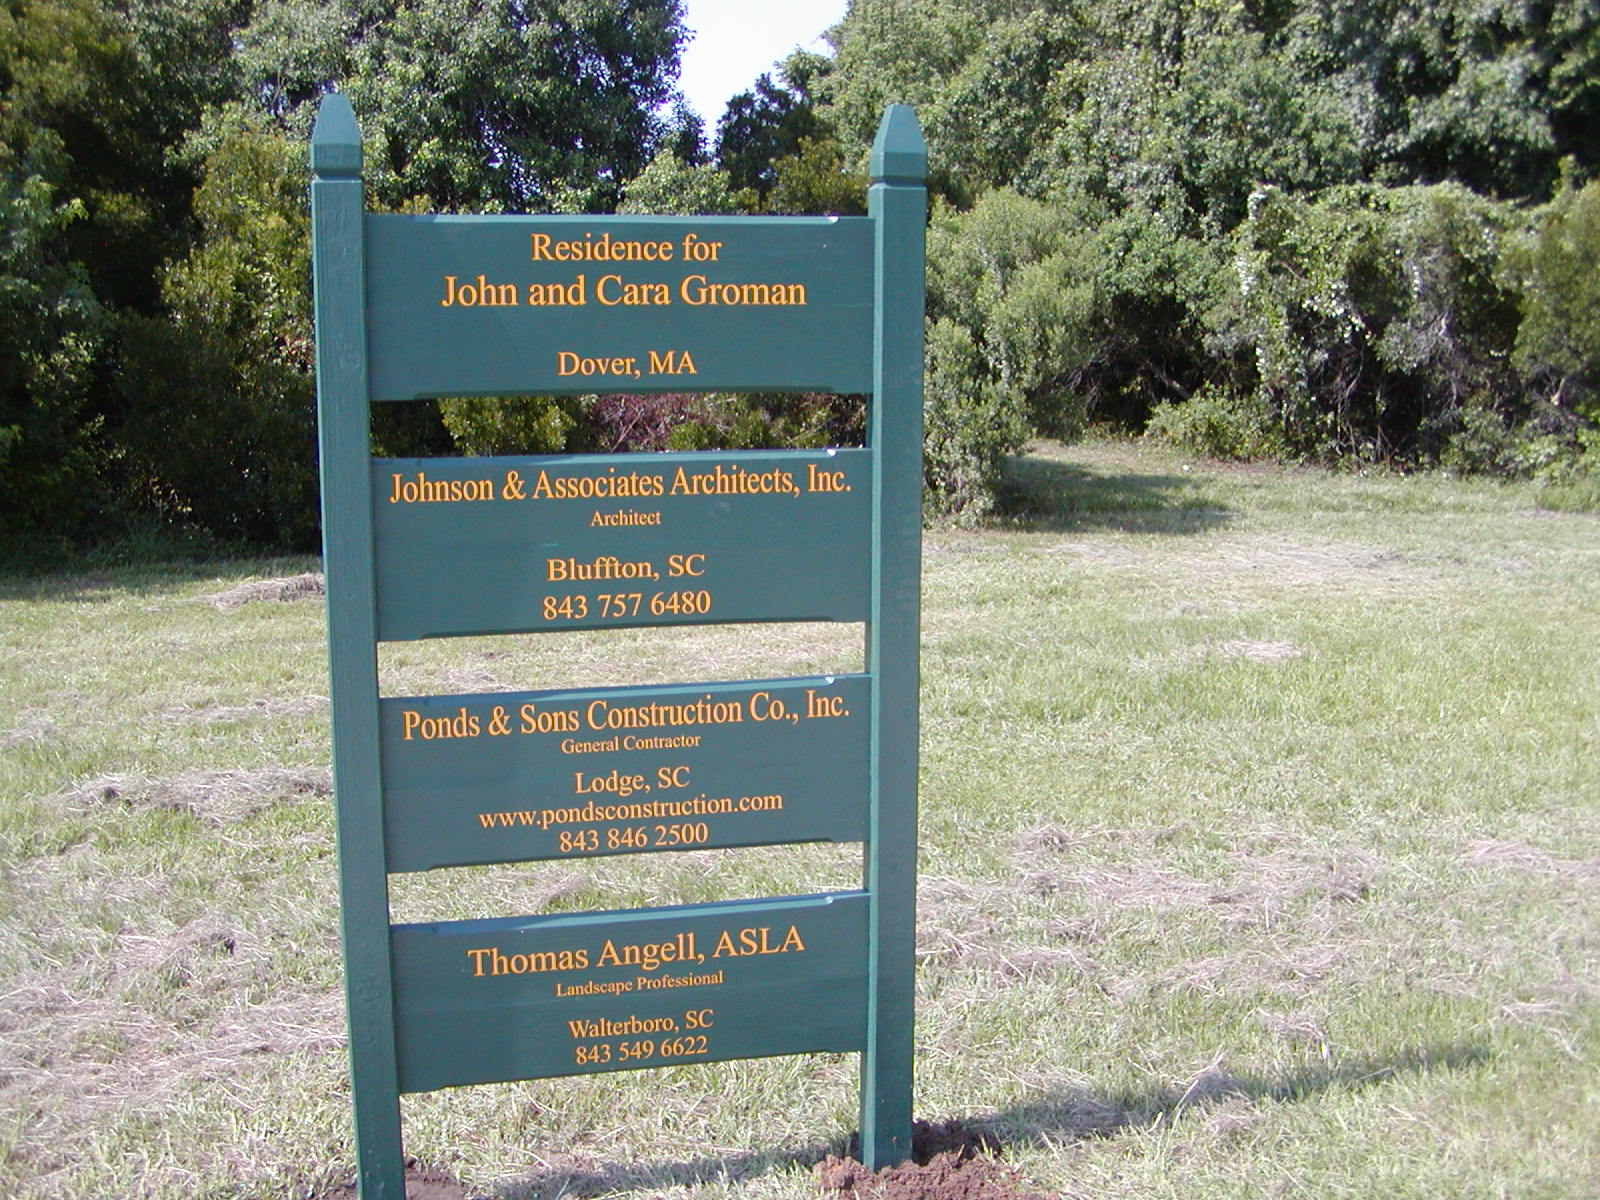 Residence for
John and Cara Groman
Dover, MA
Johnson & Associates Architects, Inc.
Architect
Bluffton, SC
843 757 6480
Ponds & Sons Construction Co., Inc.
General Contractor
Lodge, SC
www.pondsconstruction.com
843 846 2500
Thomas Angell, ASLA
Landscape Professional
Walterboro, SC
843 549 6622